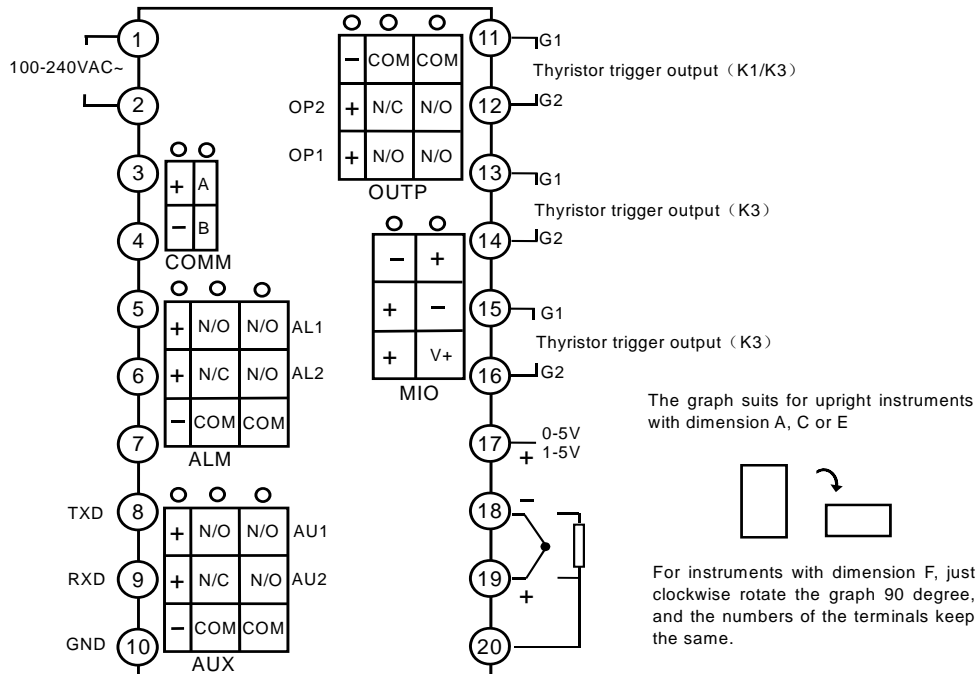 1
100-240VAC~
2
3
+ A
4
− B
COMM
5
+ N/O N/O AL1
6
+ N/C N/O AL2
7
− COM COM
ALM
TXD 8
+ N/O N/O AU1
RXD 9
+ N/C N/O AU2
GND 10
− COM COM
AUX
− COM COM
OP2 + N/C N/O
OP1 + N/O N/O
OUTP
− +
+ −
+ V+
MIO
11 G1
Thyristor trigger output（K1/K3）
12 G2
13 G1
Thyristor trigger output（K3）
14 G2
15 G1
Thyristor trigger output（K3）
16 G2
17 0-5V
+ 1-5V
18 −
19 +
20
The graph suits for upright instruments
with dimension A, C or E
For instruments with dimension F, just
clockwise rotate the graph 90 degree,
and the numbers of the terminals keep
the same.